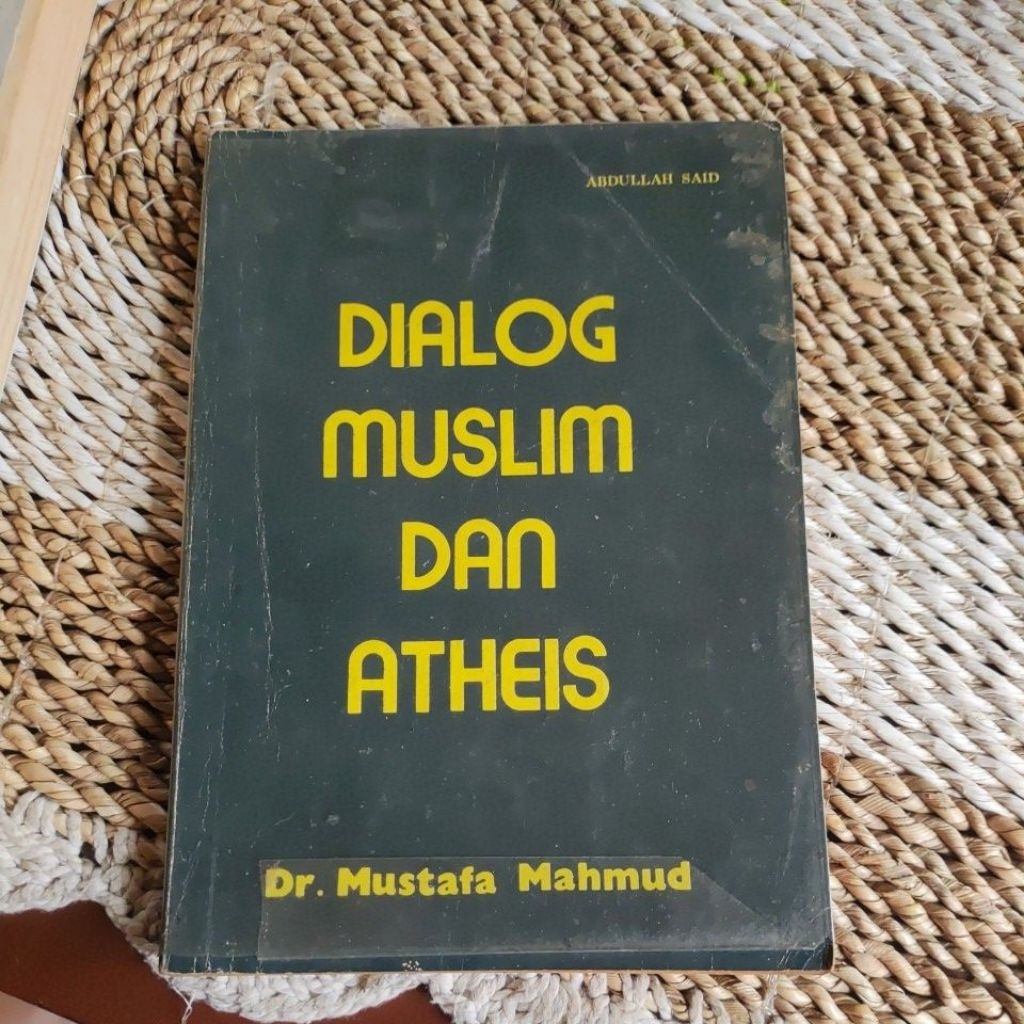 ABDULLAH SAID
DIALOG
MUSLIM
DAN
ATHEIS
Dr. Mustafa Mahmud